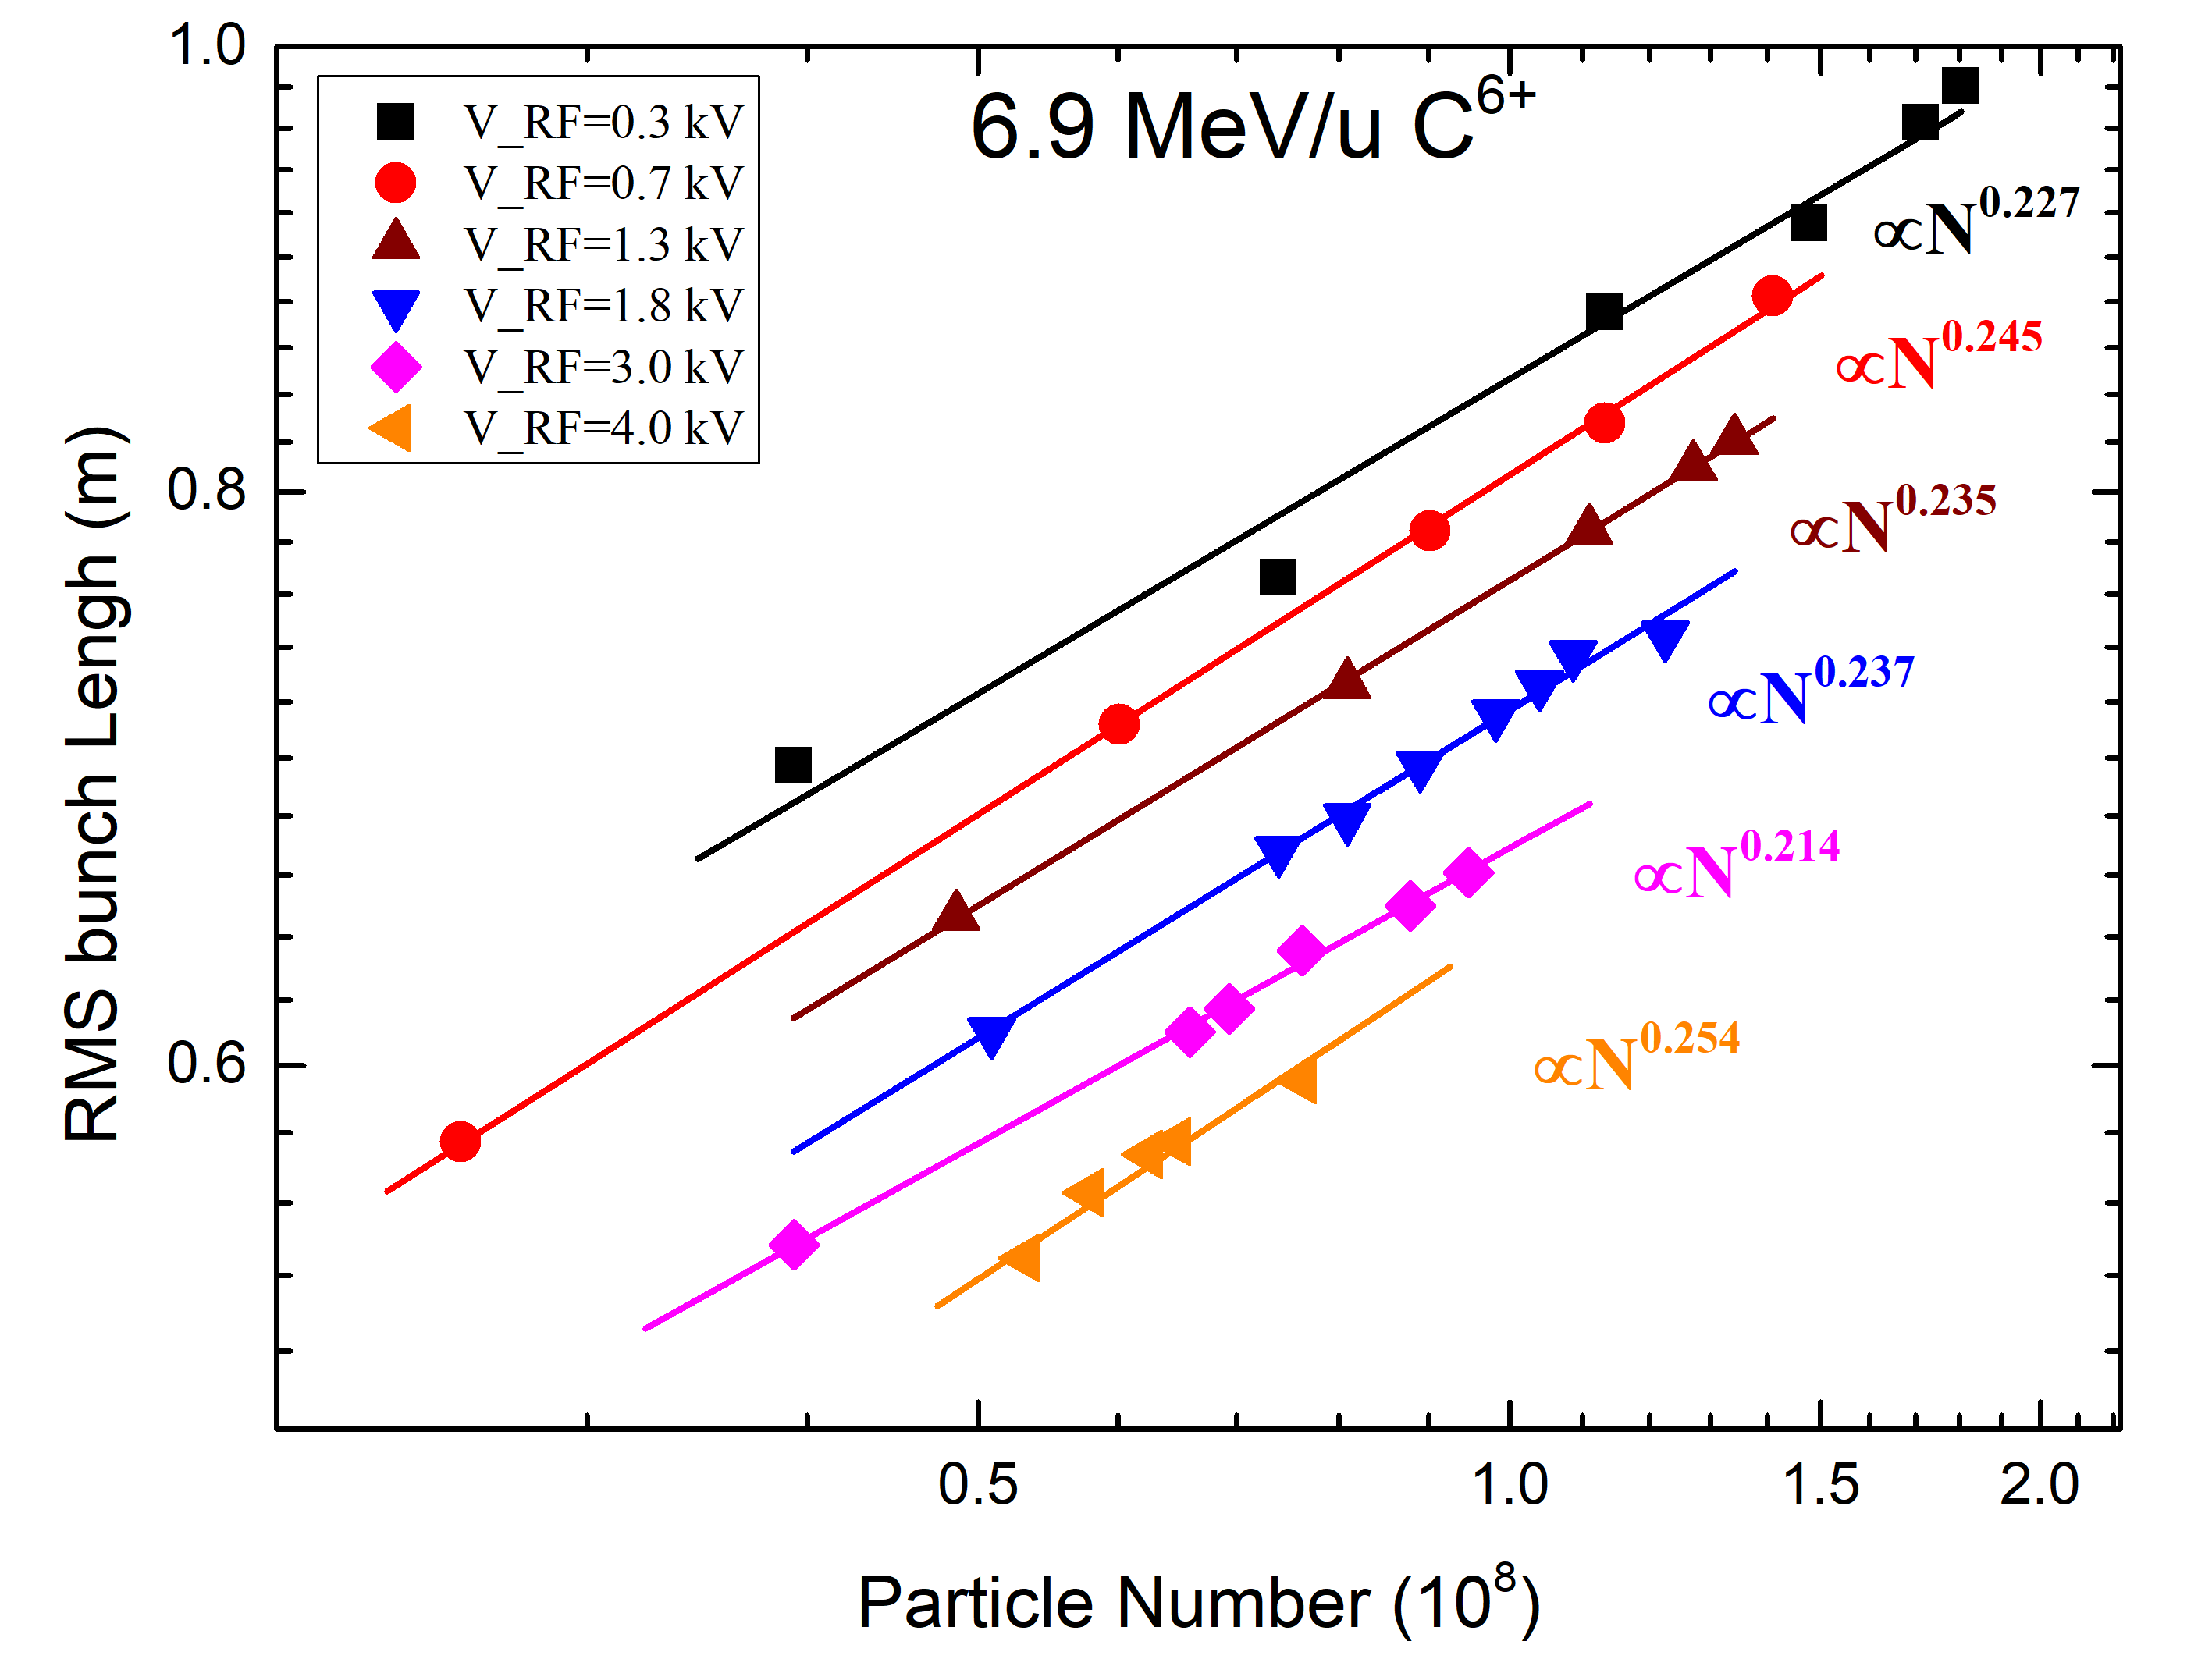 1.0
0.8
0.6
RMS bunch Lengh (m)
V_RF=0.3 kV
V_RF=0.7 kV
V_RF=1.3 kV
V_RF=1.8 kV
V_RF=3.0 kV
V_RF=4.0 kV
6.9 MeV/u C⁶⁺
∝N⁰·²²⁷
∝N⁰·²⁴⁵
∝N⁰·²³⁵
∝N⁰·²³⁷
∝N⁰·²¹⁴
∝N⁰·²⁵⁴
0.5 1.0 1.5 2.0
Particle Number (10⁸)